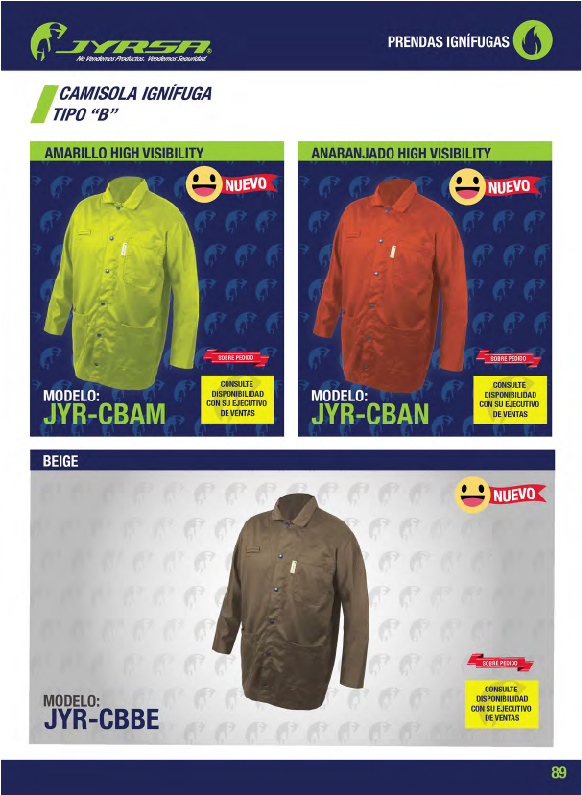 JYRSA®
No Vendemos Productos. Vendemos Seguridad.
PRENDAS IGNÍFUGAS
CAMISOLA IGNÍFUGA
TIPO “B”
AMARILLO HIGH VISIBILITY
NUEVO
SOBRE PEDIDO
CONSULTE
DISPONIBILIDAD
CON SU EJECUTIVO
DE VENTAS
MODELO:
JYR-CBAM
ANARANJADO HIGH VISIBILITY
NUEVO
SOBRE PEDIDO
CONSULTE
DISPONIBILIDAD
CON SU EJECUTIVO
DE VENTAS
MODELO:
JYR-CBAN
BEIGE
NUEVO
SOBRE PEDIDO
CONSULTE
DISPONIBILIDAD
CON SU EJECUTIVO
DE VENTAS
MODELO:
JYR-CBBE
89